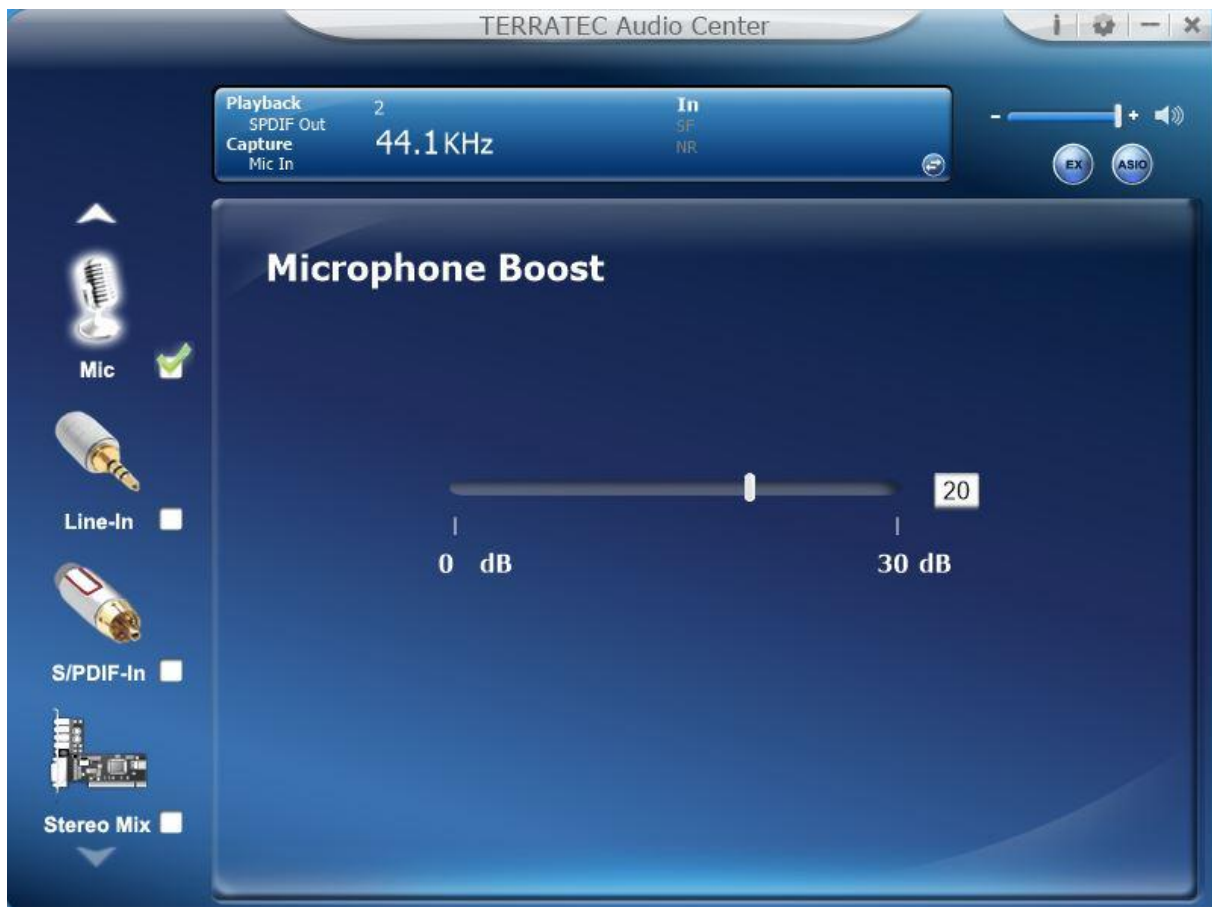 TERRATEC Audio Center
i
Playback
SPDIF Out
Capture
Mic In
2
44.1 KHz
In
SF
NR
- +
EX ASIO
Microphone Boost
Mic
Line-In
S/PDIF-In
Stereo Mix
20
0 dB 30 dB